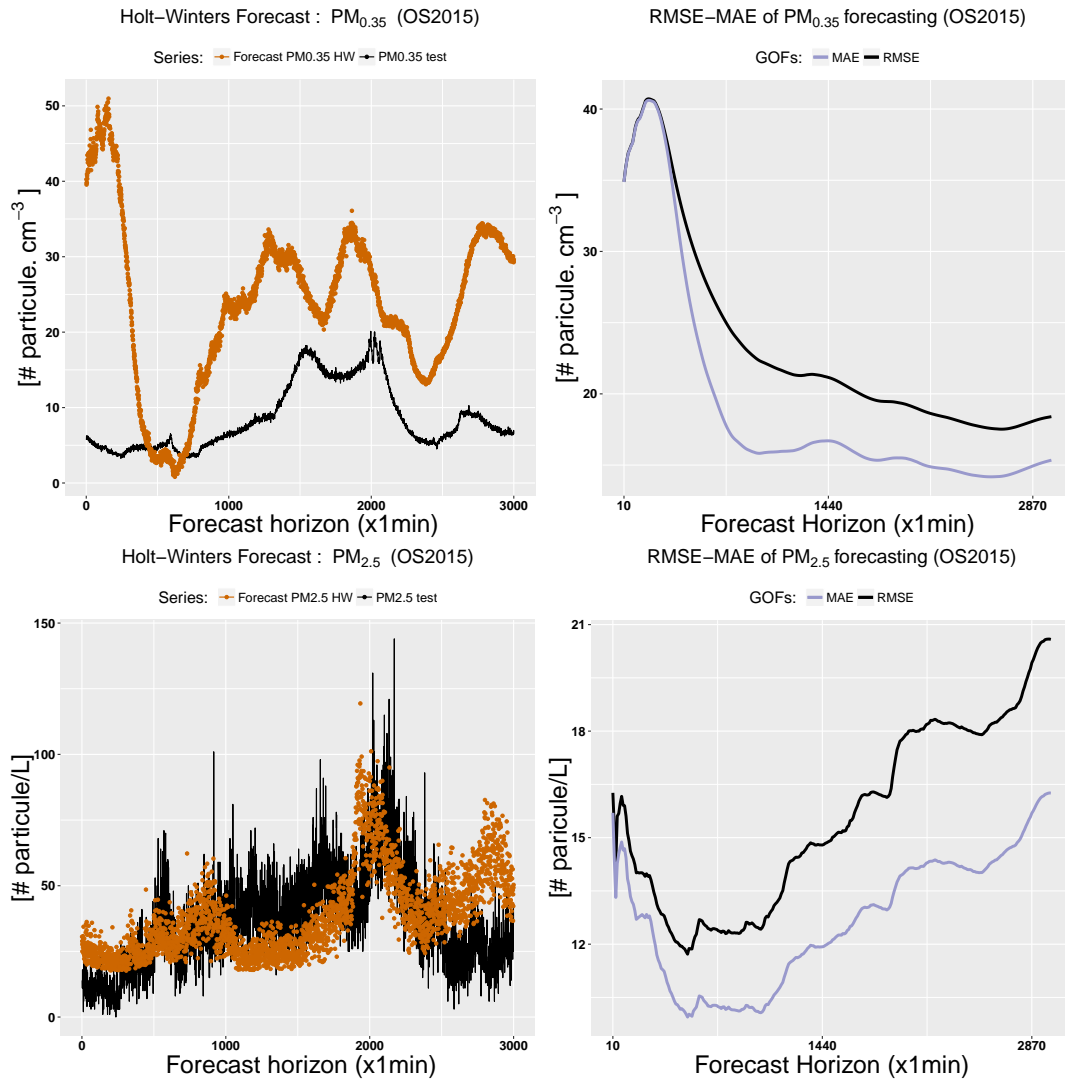 Holt−Winters Forecast : PM0.35 (OS2015)
Series: Forecast PM0.35 HW PM0.35 test
50
40
30
20
10
0
[# particule. cm−3 ]
0 1000 2000 3000
Forecast horizon (x1min)
RMSE−MAE of PM0.35 forecasting (OS2015)
GOFs: MAE RMSE
40
30
20
[# paricule. cm−3 ]
10 1440 2870
Forecast Horizon (x1min)
Holt−Winters Forecast : PM2.5 (OS2015)
Series: Forecast PM2.5 HW PM2.5 test
150
100
50
0
[# particule/L]
0 1000 2000 3000
Forecast horizon (x1min)
RMSE−MAE of PM2.5 forecasting (OS2015)
GOFs: MAE RMSE
21
18
15
12
[# paricule/L]
10 1440 2870
Forecast Horizon (x1min)